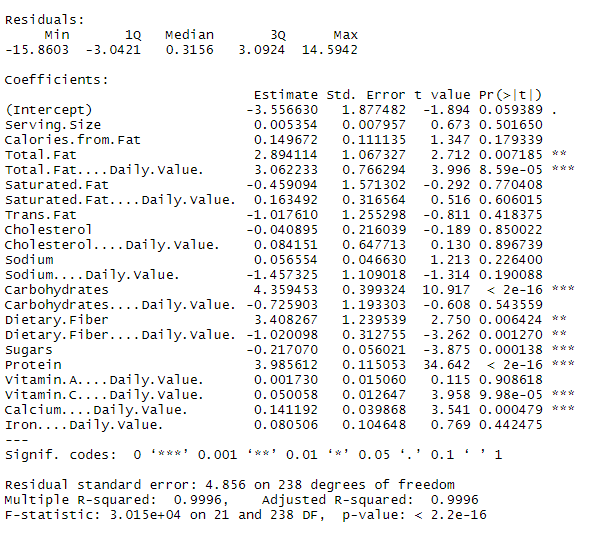 Residuals:
     Min       1Q   Median       3Q      Max
-15.8603  -3.0421   0.3156   3.0924  14.5942

Coefficients:
                                Estimate Std. Error t value Pr(>|t|)
(Intercept)                    -3.556630   1.877482  -1.894 0.059389 .
Serving.Size                    0.005354   0.007957   0.673 0.501650
Calories.from.Fat               0.149672   0.111135   1.347 0.179339
Total.Fat                       2.894114   1.067327   2.712 0.007185 **
Total.Fat....Daily.Value.       3.062233   0.766294   3.996 8.59e-05 ***
Saturated.Fat                  -0.459094   1.571302  -0.292 0.770408
Saturated.Fat....Daily.Value.   0.163492   0.316564   0.516 0.606015
Trans.Fat                      -1.017610   1.255298  -0.811 0.418375
Cholesterol                    -0.040895   0.216039  -0.189 0.850022
Cholesterol....Daily.Value.     0.084151   0.647713   0.130 0.896739
Sodium                          0.056554   0.046630   1.213 0.226400
Sodium....Daily.Value.         -1.457325   1.109018  -1.314 0.190088
Carbohydrates                   4.359453   0.399324  10.917  < 2e-16 ***
Carbohydrates....Daily.Value.  -0.725903   1.193303  -0.608 0.543559
Dietary.Fiber                   3.408267   1.239539   2.750 0.006424 **
Dietary.Fiber....Daily.Value.  -1.020098   0.312755  -3.262 0.001270 **
Sugars                         -0.217070   0.056021  -3.875 0.000138 ***
Protein                         3.985612   0.115053  34.642  < 2e-16 ***
Vitamin.A....Daily.Value.       0.001730   0.015060   0.115 0.908618
Vitamin.C....Daily.Value.       0.050058   0.012647   3.958 9.98e-05 ***
Calcium....Daily.Value.         0.141192   0.039868   3.541 0.000479 ***
Iron....Daily.Value.            0.080506   0.104648   0.769 0.442475
---
Signif. codes:  0 ‘***’ 0.001 ‘**’ 0.01 ‘*’ 0.05 ‘.’ 0.1 ‘ ’ 1

Residual standard error: 4.856 on 238 degrees of freedom
Multiple R-squared:  0.9996,    Adjusted R-squared:  0.9996
F-statistic: 3.015e+04 on 21 and 238 DF,  p-value: < 2.2e-16